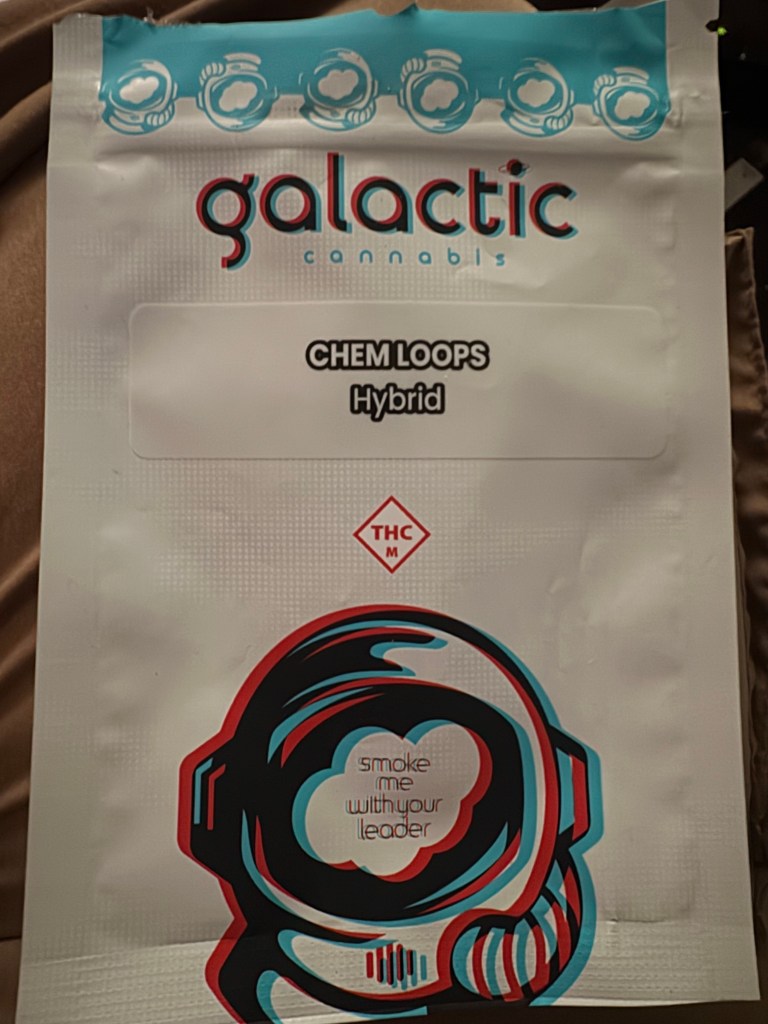 galactic
cannabis
CHEM LOOPS
Hybrid
THC
M
smoke
me
with your
leader